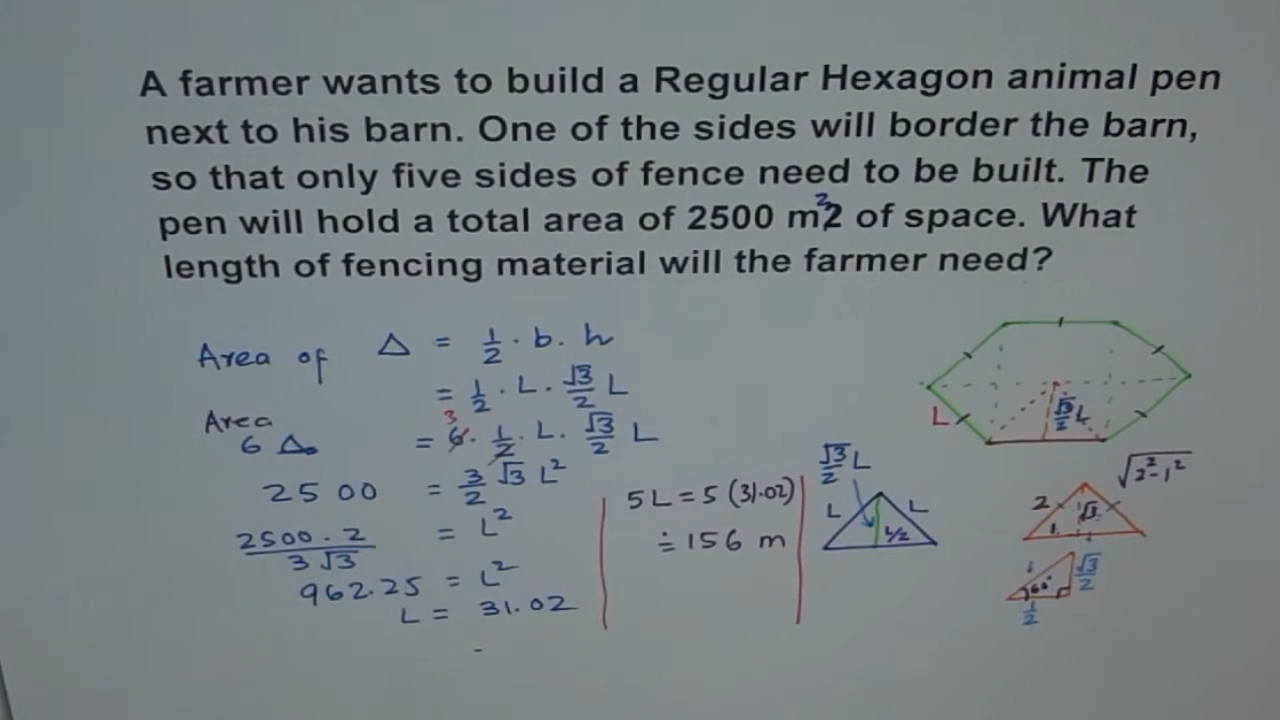 A farmer wants to build a Regular Hexagon animal pen
next to his barn. One of the sides will border the barn,
so that only five sides of fence need to be built. The
pen will hold a total area of 2500 m²2 of space. What
length of fencing material will the farmer need?
Area of Δ = 1/2 · b · h
= 1/2 · L · √3/2 L
Area
6 Δs = 6 3 · 1/2 · L · √3/2 L
2500 = 3/2 √3 L²
2500 · 2 / 3√3 = L²
962.25 = L²
L = 31.02
5L = 5 (31.02)
≐ 156 m
√3/2 L
L L
L/2
L
√3/2 L
√2²-1²
2 √3
1 1
1 √3/2
60°
1/2